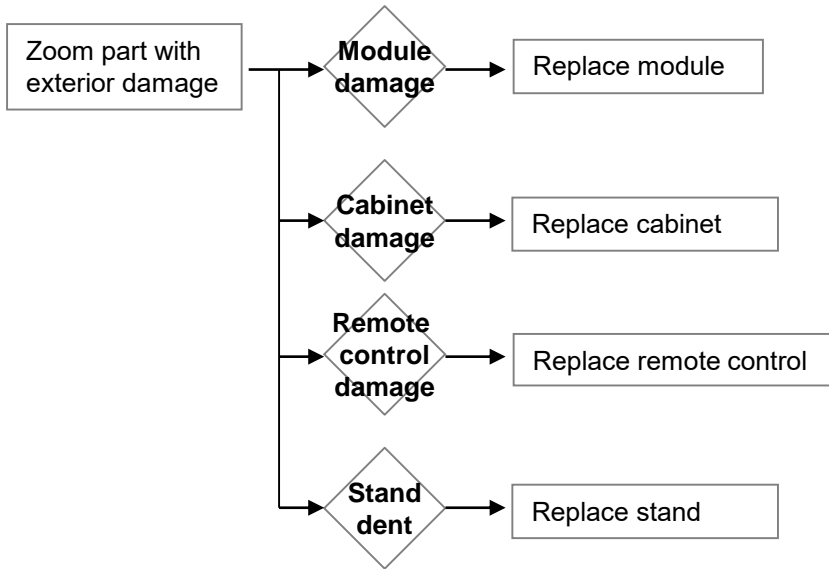 Zoom part with
exterior damage
Module
damage
Replace module
Cabinet
damage
Replace cabinet
Remote
control
damage
Replace remote control
Stand
dent
Replace stand